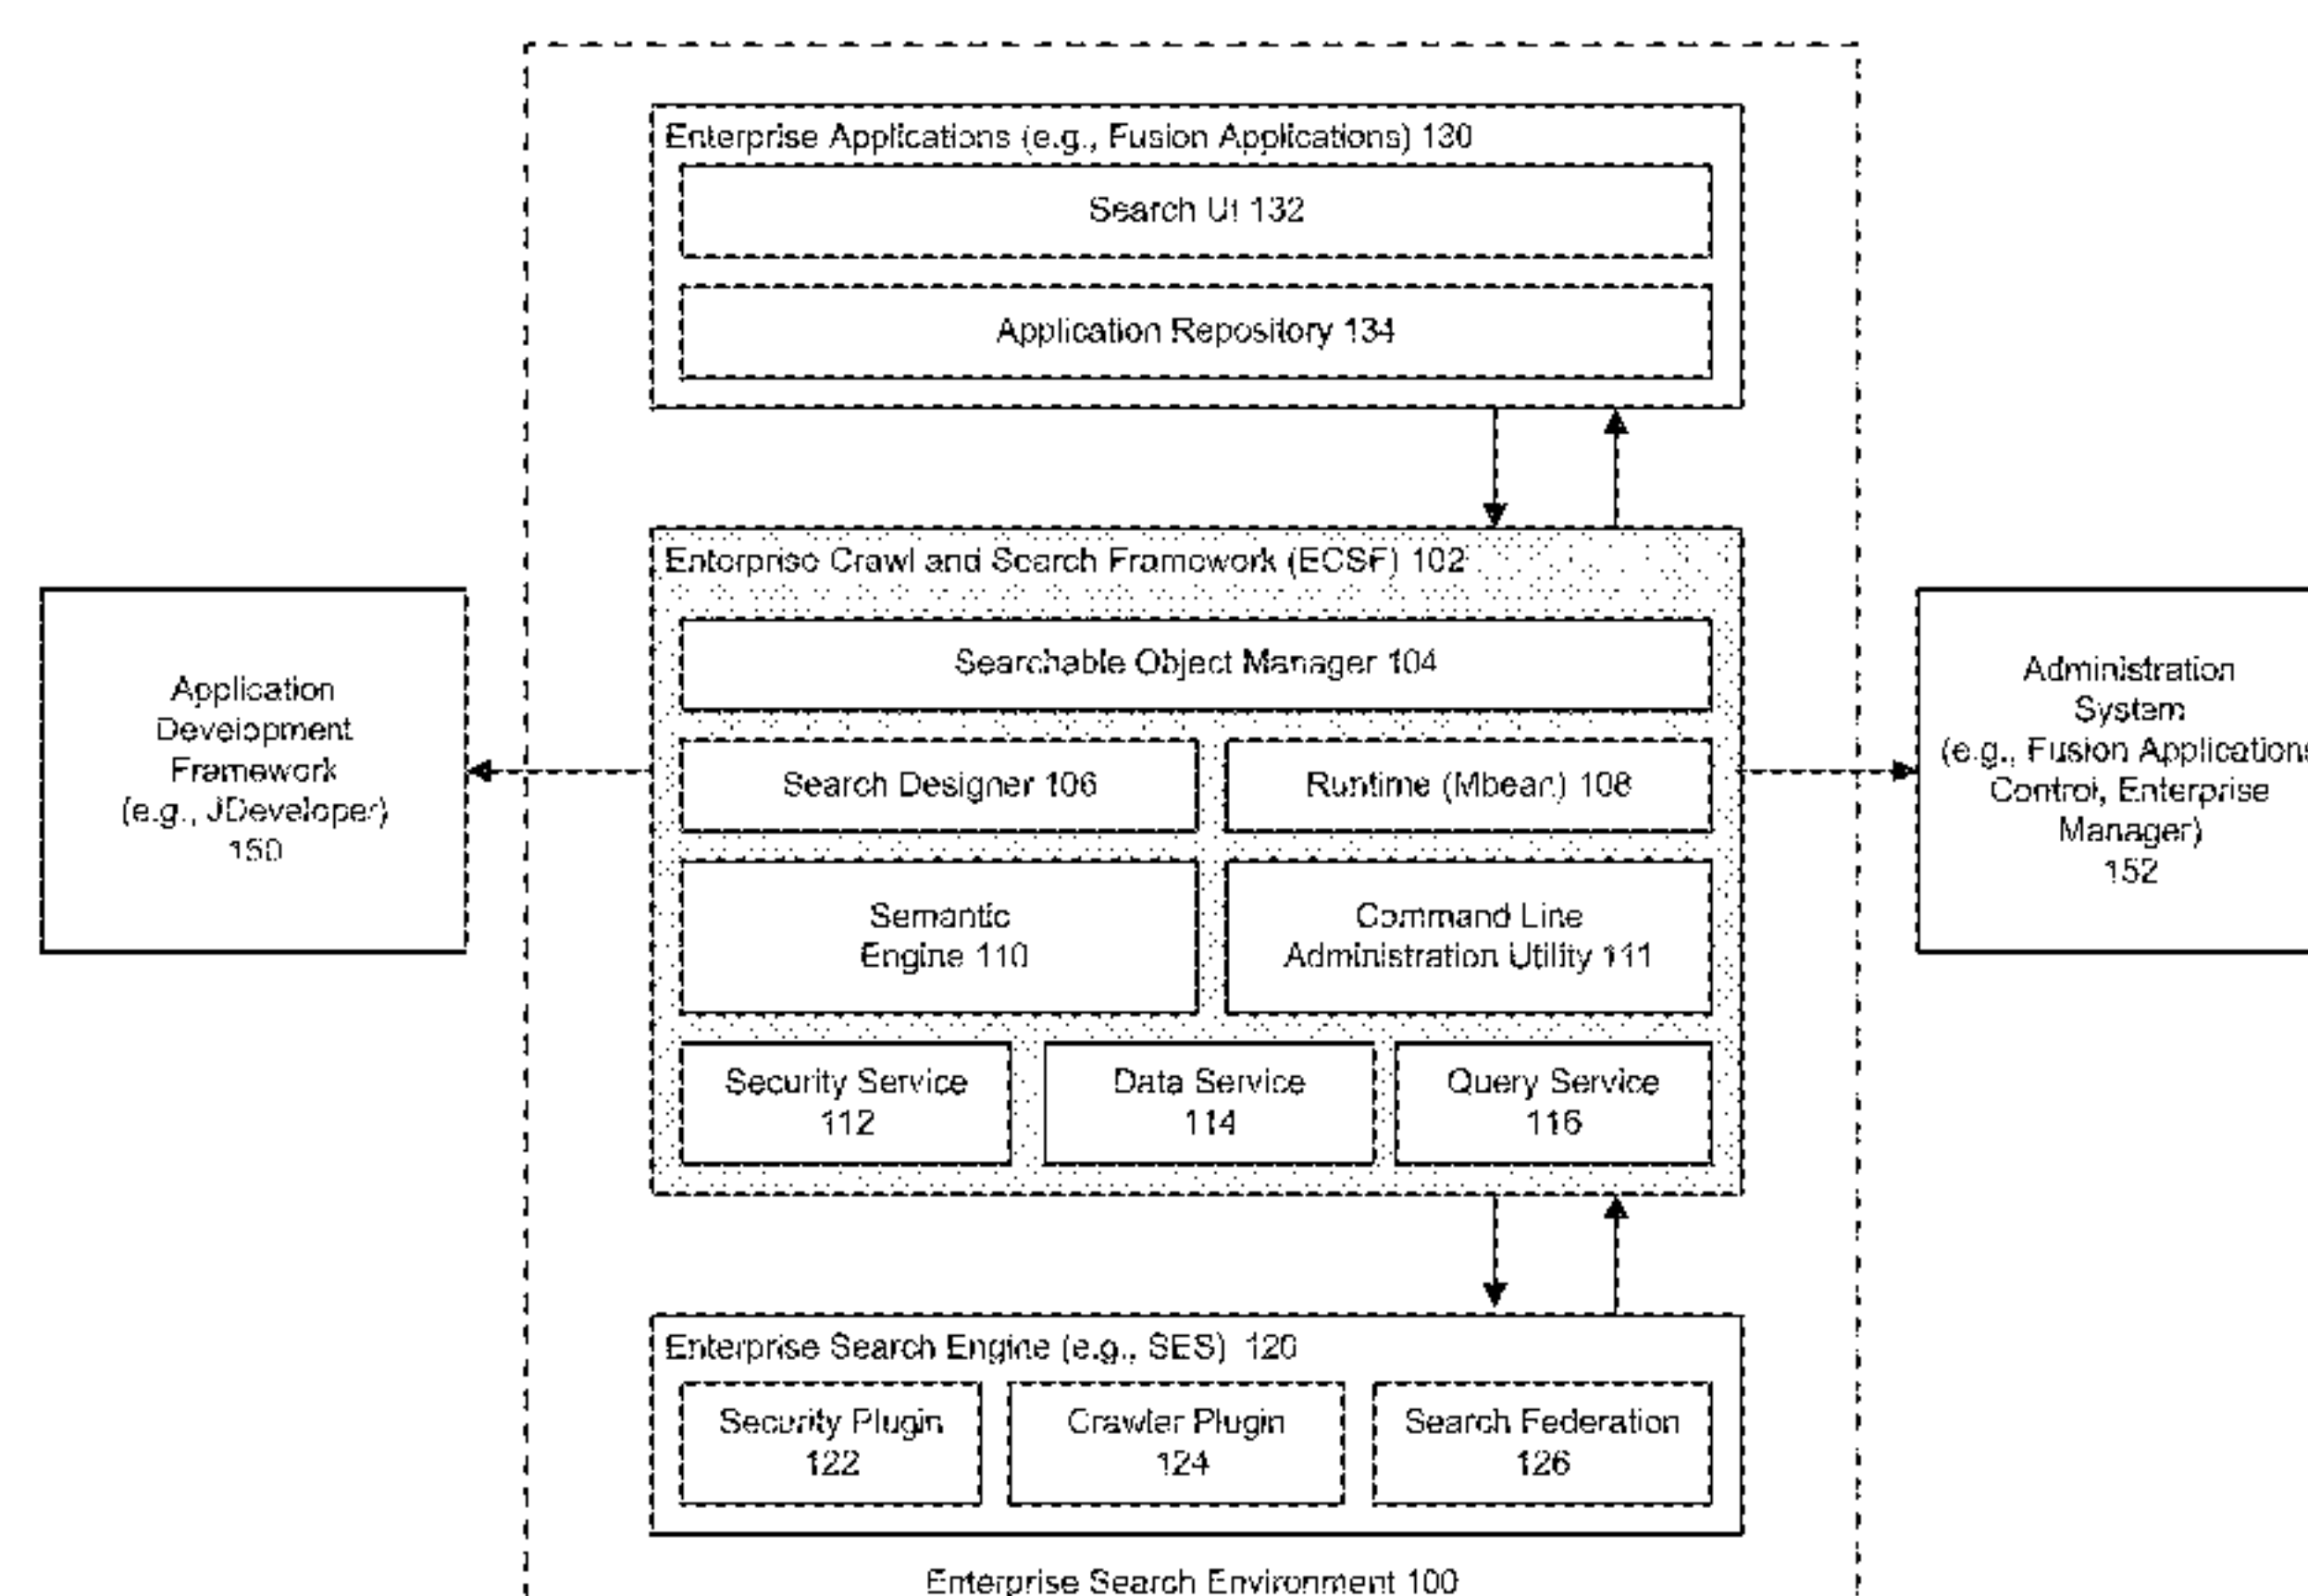 Enterprise Applications (e.g., Fusion Applications) 130
Search UI 132
Application Repository 134
Enterprise Crawl and Search Framework (ECSF) 102
Searchable Object Manager 104
Search Designer 106
Runtime (Mbean) 108
Semantic
Engine 110
Command Line
Administration Utility 111
Security Service
112
Data Service
114
Query Service
116
Application
Development
Framework
(e.g., JDeveloper)
150
Administration
System
(e.g., Fusion Applications
Control, Enterprise
Manager)
152
Enterprise Search Engine (e.g., SES) 120
Security Plugin
122
Crawler Plugin
124
Search Federation
126
Enterprise Search Environment 100